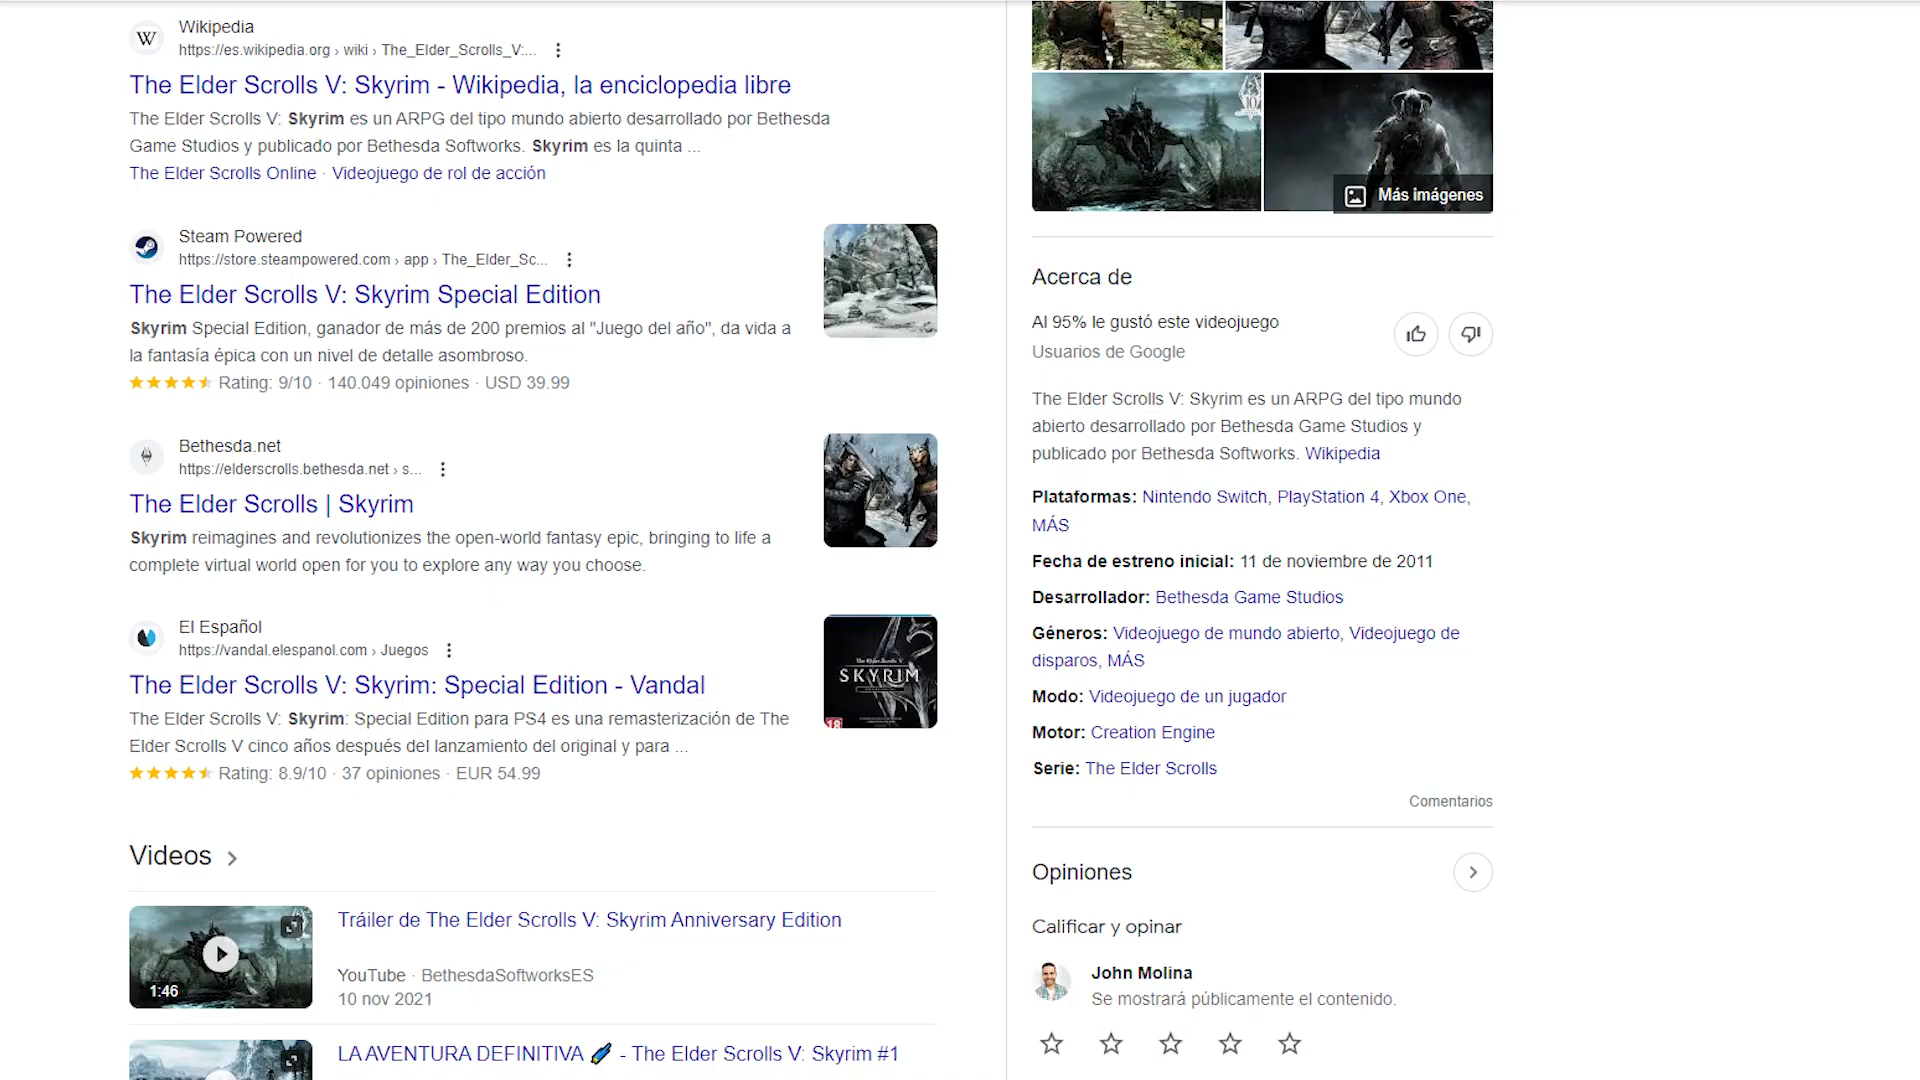 Wikipedia
https://es.wikipedia.org › wiki › The_Elder_Scrolls_V:...
The Elder Scrolls V: Skyrim - Wikipedia, la enciclopedia libre
The Elder Scrolls V: Skyrim es un ARPG del tipo mundo abierto desarrollado por Bethesda
Game Studios y publicado por Bethesda Softworks. Skyrim es la quinta ...
The Elder Scrolls Online · Videojuego de rol de acción
Steam Powered
https://store.steampowered.com › app › The_Elder_Sc...
The Elder Scrolls V: Skyrim Special Edition
Skyrim Special Edition, ganador de más de 200 premios al "Juego del año", da vida a
la fantasía épica con un nivel de detalle asombroso.
Rating: 9/10 · 140.049 opiniones · USD 39.99
Bethesda.net
https://elderscrolls.bethesda.net › s...
The Elder Scrolls | Skyrim
Skyrim reimagines and revolutionizes the open-world fantasy epic, bringing to life a
complete virtual world open for you to explore any way you choose.
El Español
https://vandal.elespanol.com › Juegos
The Elder Scrolls V: Skyrim: Special Edition - Vandal
The Elder Scrolls V: Skyrim: Special Edition para PS4 es una remasterización de The
Elder Scrolls V cinco años después del lanzamiento del original y para ...
Rating: 8.9/10 · 37 opiniones · EUR 54.99
The Elder Scrolls V
SKYRIM
18
Videos
Tráiler de The Elder Scrolls V: Skyrim Anniversary Edition
YouTube · BethesdaSoftworksES
10 nov 2021
1:46
LA AVENTURA DEFINITIVA - The Elder Scrolls V: Skyrim #1
Más imágenes
Acerca de
Al 95% le gustó este videojuego
Usuarios de Google
The Elder Scrolls V: Skyrim es un ARPG del tipo mundo
abierto desarrollado por Bethesda Game Studios y
publicado por Bethesda Softworks. Wikipedia
Plataformas: Nintendo Switch, PlayStation 4, Xbox One,
MÁS
Fecha de estreno inicial: 11 de noviembre de 2011
Desarrollador: Bethesda Game Studios
Géneros: Videojuego de mundo abierto, Videojuego de
disparos, MÁS
Modo: Videojuego de un jugador
Motor: Creation Engine
Serie: The Elder Scrolls
Comentarios
Opiniones
Calificar y opinar
John Molina
Se mostrará públicamente el contenido.